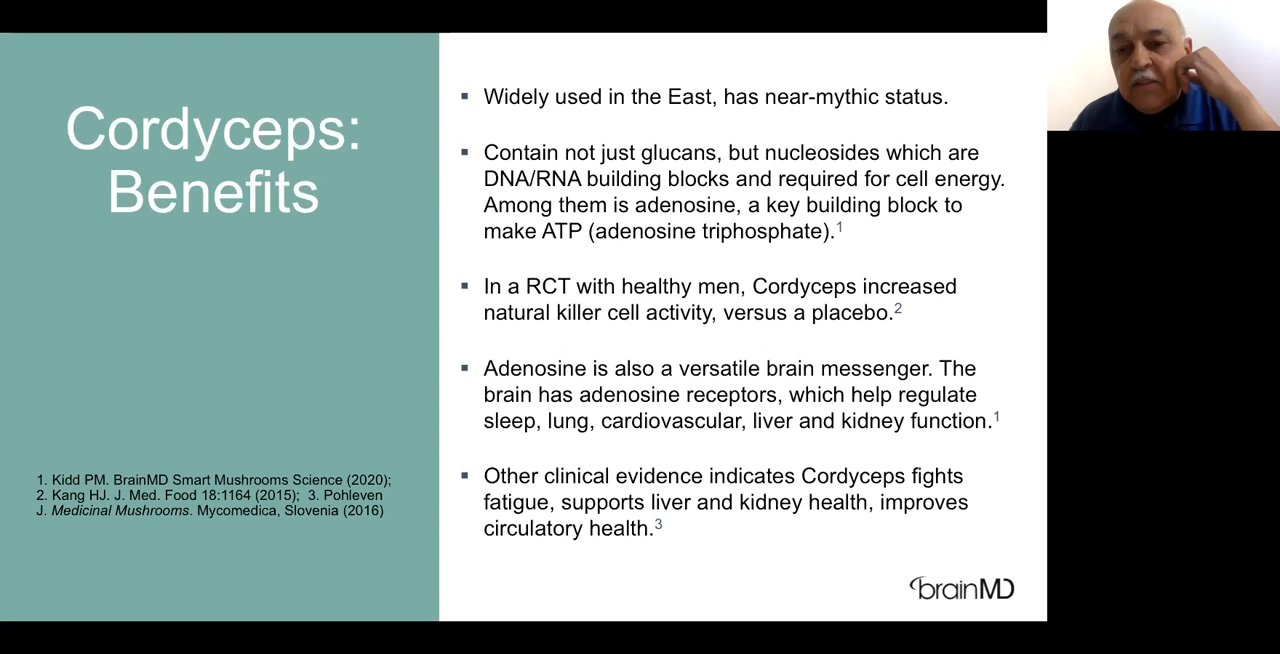 Cordyceps:
Benefits
1. Kidd PM. BrainMD Smart Mushrooms Science (2020);
2. Kang HJ. J. Med. Food 18:1164 (2015); 3. Pohleven
J. Medicinal Mushrooms. Mycomedica, Slovenia (2016)
▪ Widely used in the East, has near-mythic status.
▪ Contain not just glucans, but nucleosides which are
DNA/RNA building blocks and required for cell energy.
Among them is adenosine, a key building block to
make ATP (adenosine triphosphate).1
▪ In a RCT with healthy men, Cordyceps increased
natural killer cell activity, versus a placebo.2
▪ Adenosine is also a versatile brain messenger. The
brain has adenosine receptors, which help regulate
sleep, lung, cardiovascular, liver and kidney function.1
▪ Other clinical evidence indicates Cordyceps fights
fatigue, supports liver and kidney health, improves
circulatory health.3
brainMD